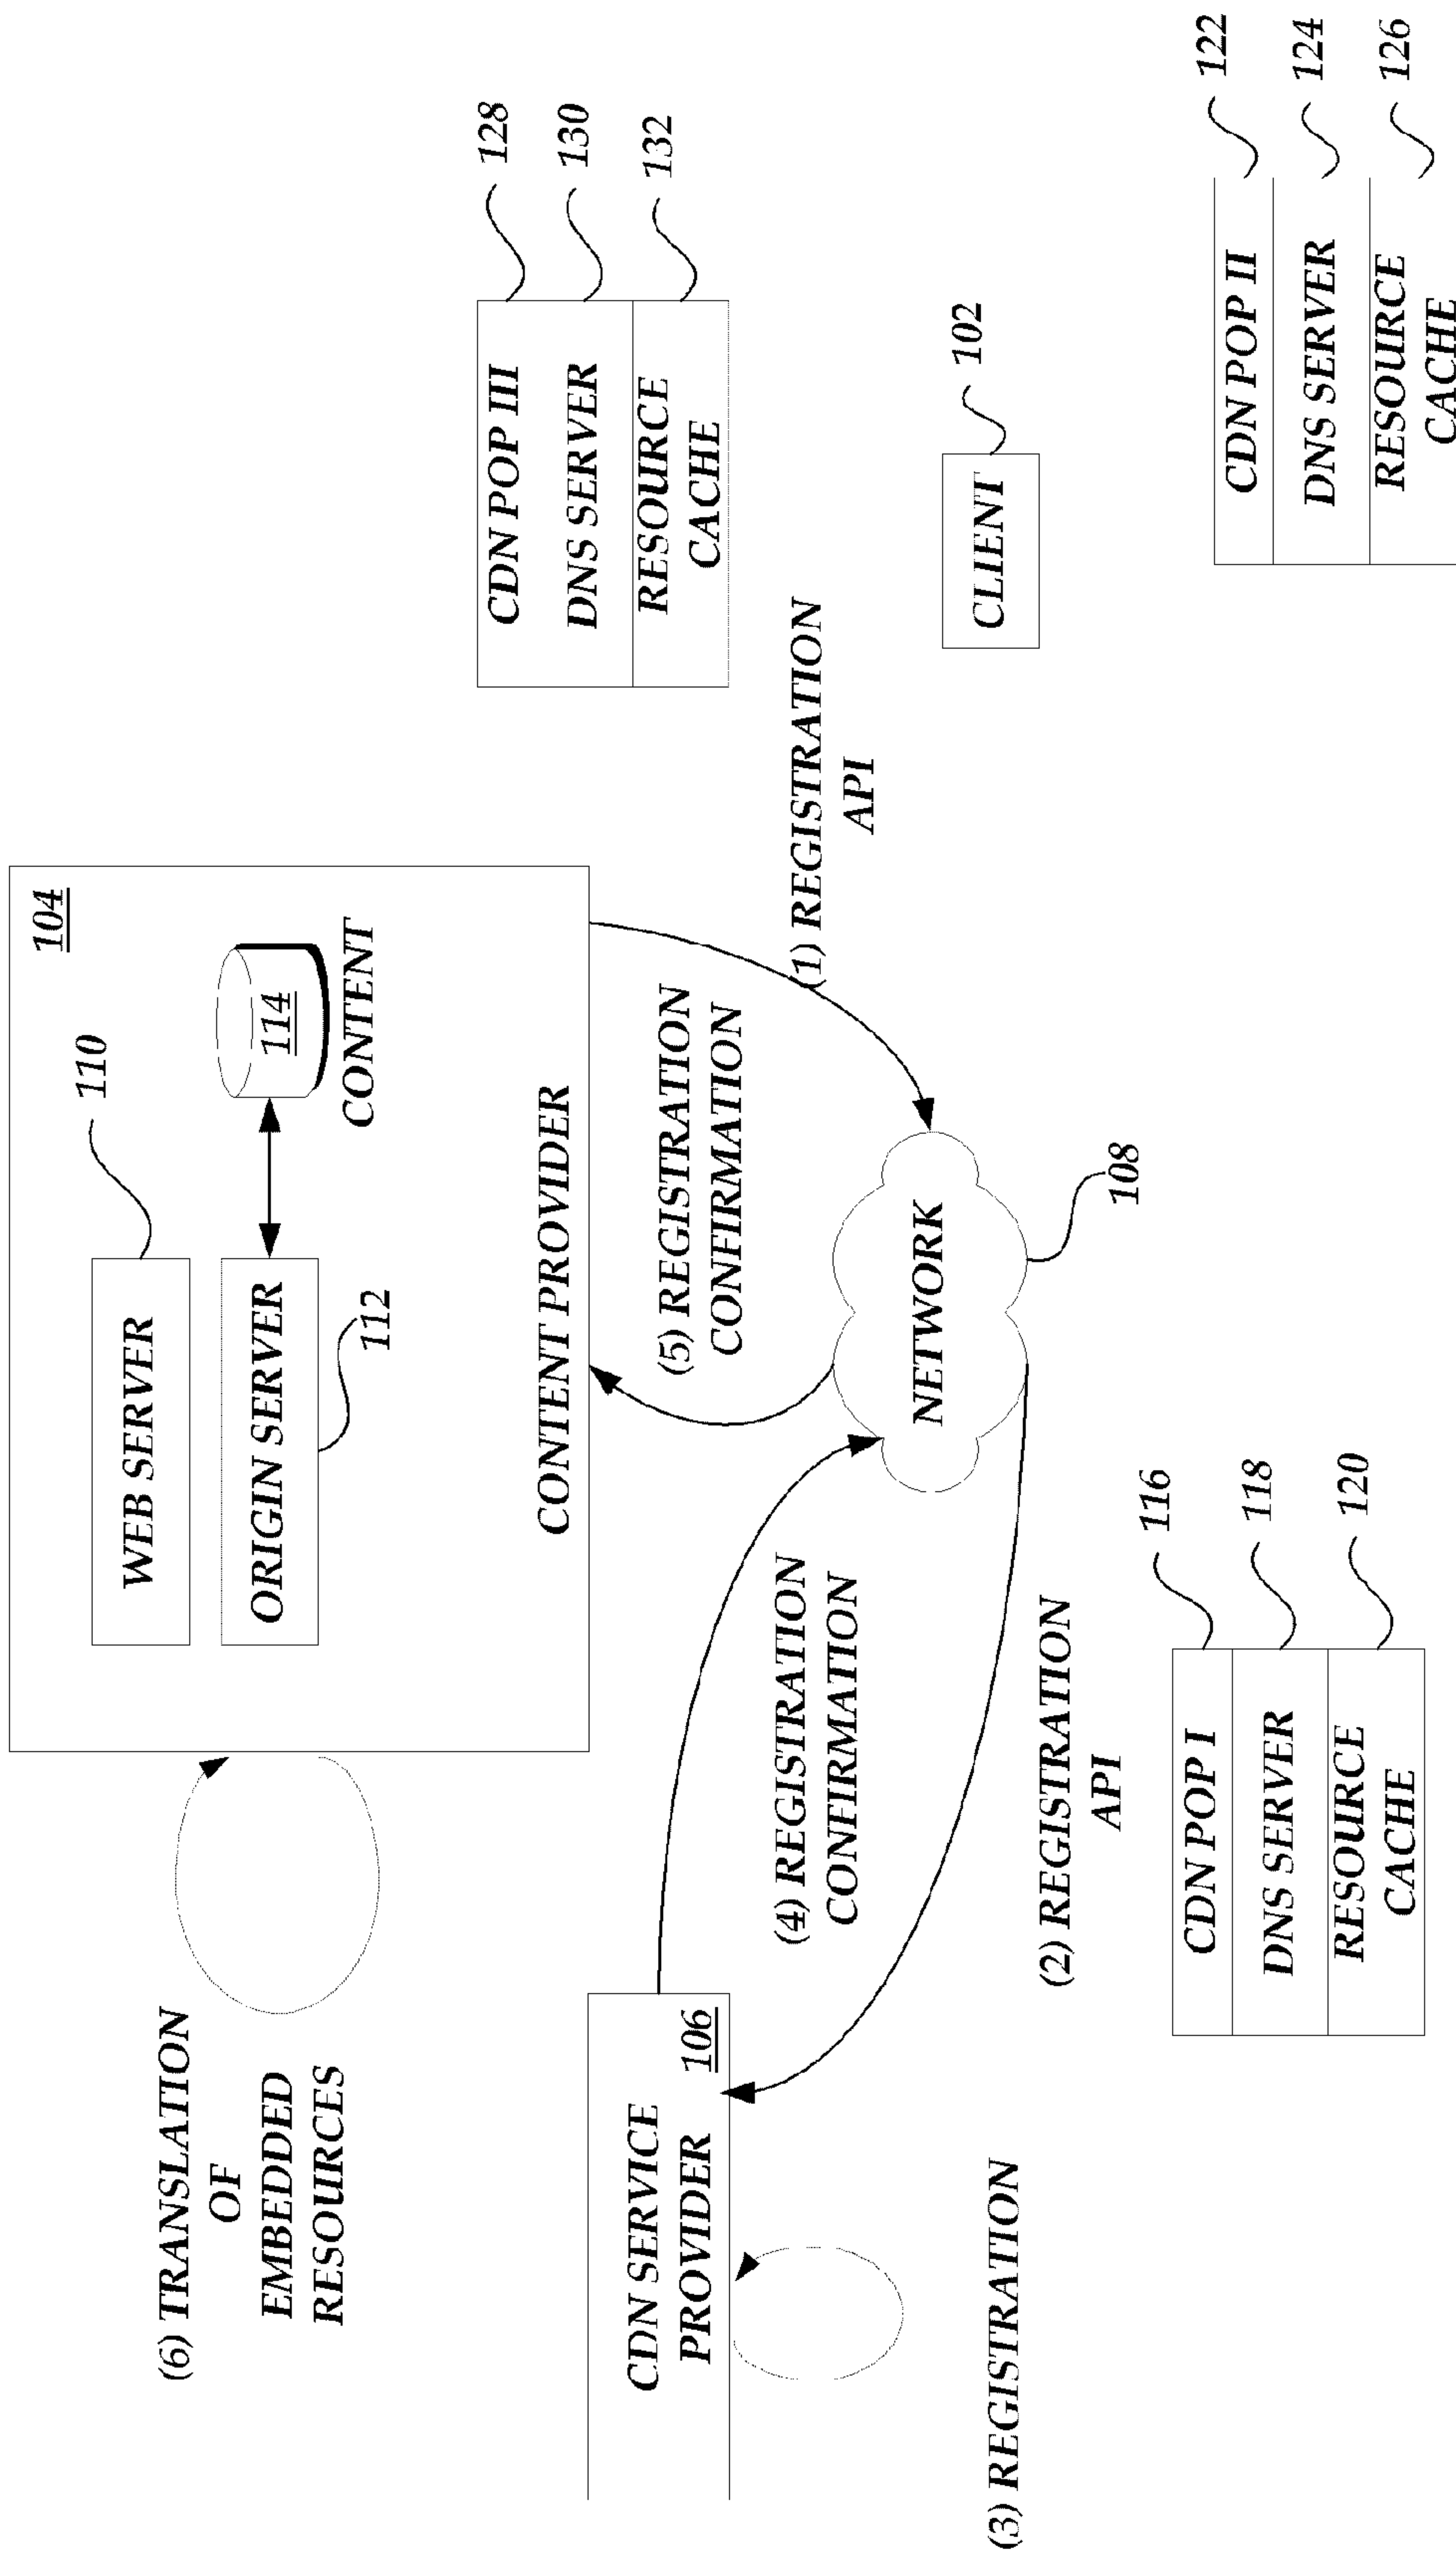 (6) TRANSLATION
OF
EMBEDDED
RESOURCES
104
WEB SERVER
110
ORIGIN SERVER
112
114
CONTENT
CONTENT PROVIDER
CDN POP III
128
DNS SERVER
130
RESOURCE
CACHE
132
CDN SERVICE
PROVIDER
106
(5) REGISTRATION
CONFIRMATION
(4) REGISTRATION
CONFIRMATION
(1) REGISTRATION
API
NETWORK
108
CLIENT
102
(3) REGISTRATION
(2) REGISTRATION
API
CDN POP I
116
DNS SERVER
118
RESOURCE
CACHE
120
CDN POP II
122
DNS SERVER
124
RESOURCE
CACHE
126